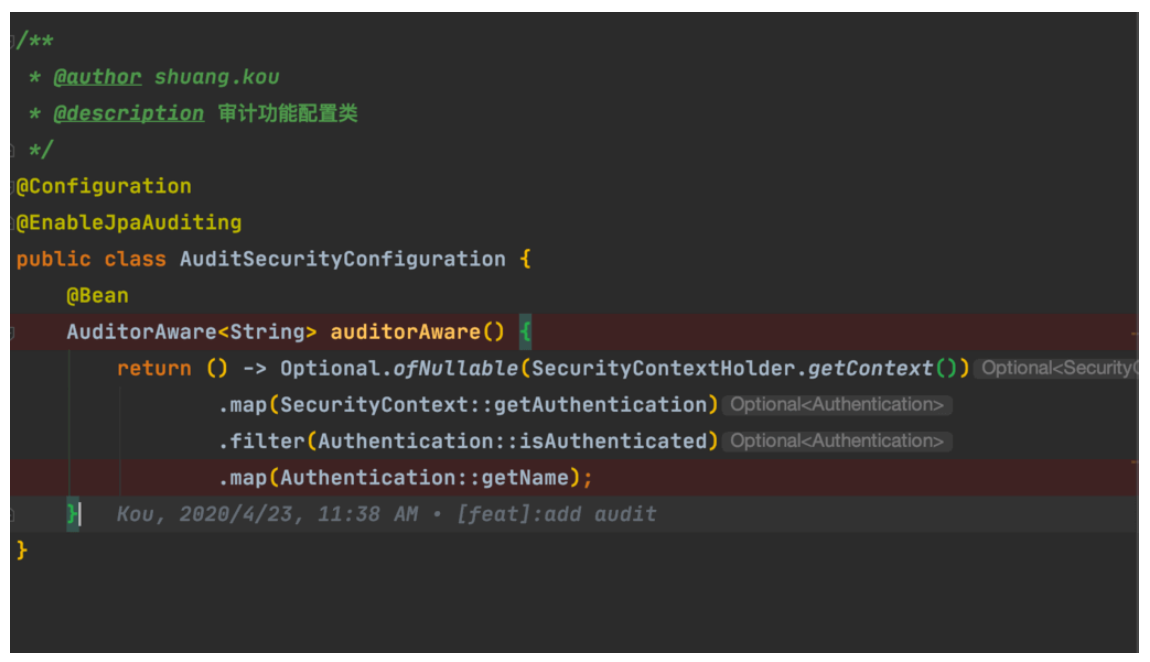 /**
 * @author shuang.kou
 * @description 审计功能配置类
 */
@Configuration
@EnableJpaAuditing
public class AuditSecurityConfiguration {
    @Bean
    AuditorAware<String> auditorAware() {
        return () -> Optional.ofNullable(SecurityContextHolder.getContext()) Optional<Security
                .map(SecurityContext::getAuthentication) Optional<Authentication>
                .filter(Authentication::isAuthenticated) Optional<Authentication>
                .map(Authentication::getName);
    } Kou, 2020/4/23, 11:38 AM • [feat]:add audit
}